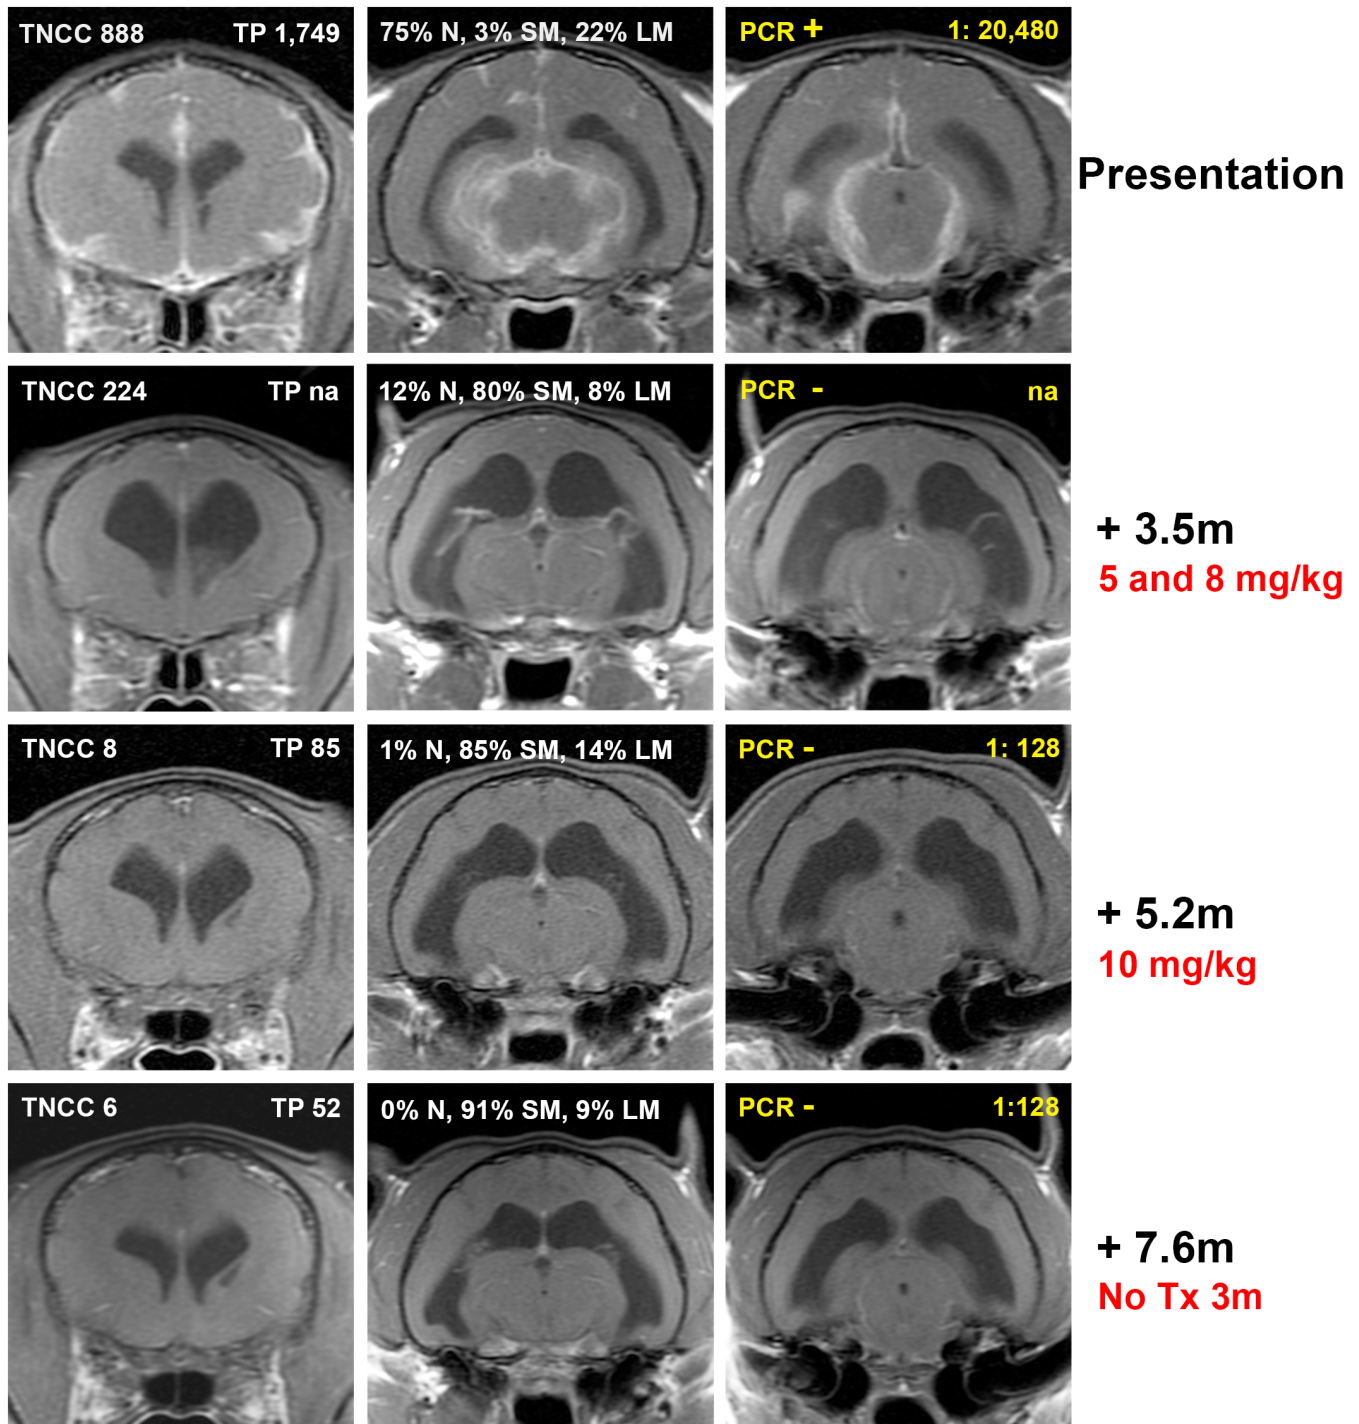 TNCC 888 TP 1,749 75% N, 3% SM, 22% LM PCR + 1: 20,480
Presentation
TNCC 224 TP na 12% N, 80% SM, 8% LM PCR - na
+ 3.5m
5 and 8 mg/kg
TNCC 8 TP 85 1% N, 85% SM, 14% LM PCR - 1: 128
+ 5.2m
10 mg/kg
TNCC 6 TP 52 0% N, 91% SM, 9% LM PCR - 1:128
+ 7.6m
No Tx 3m